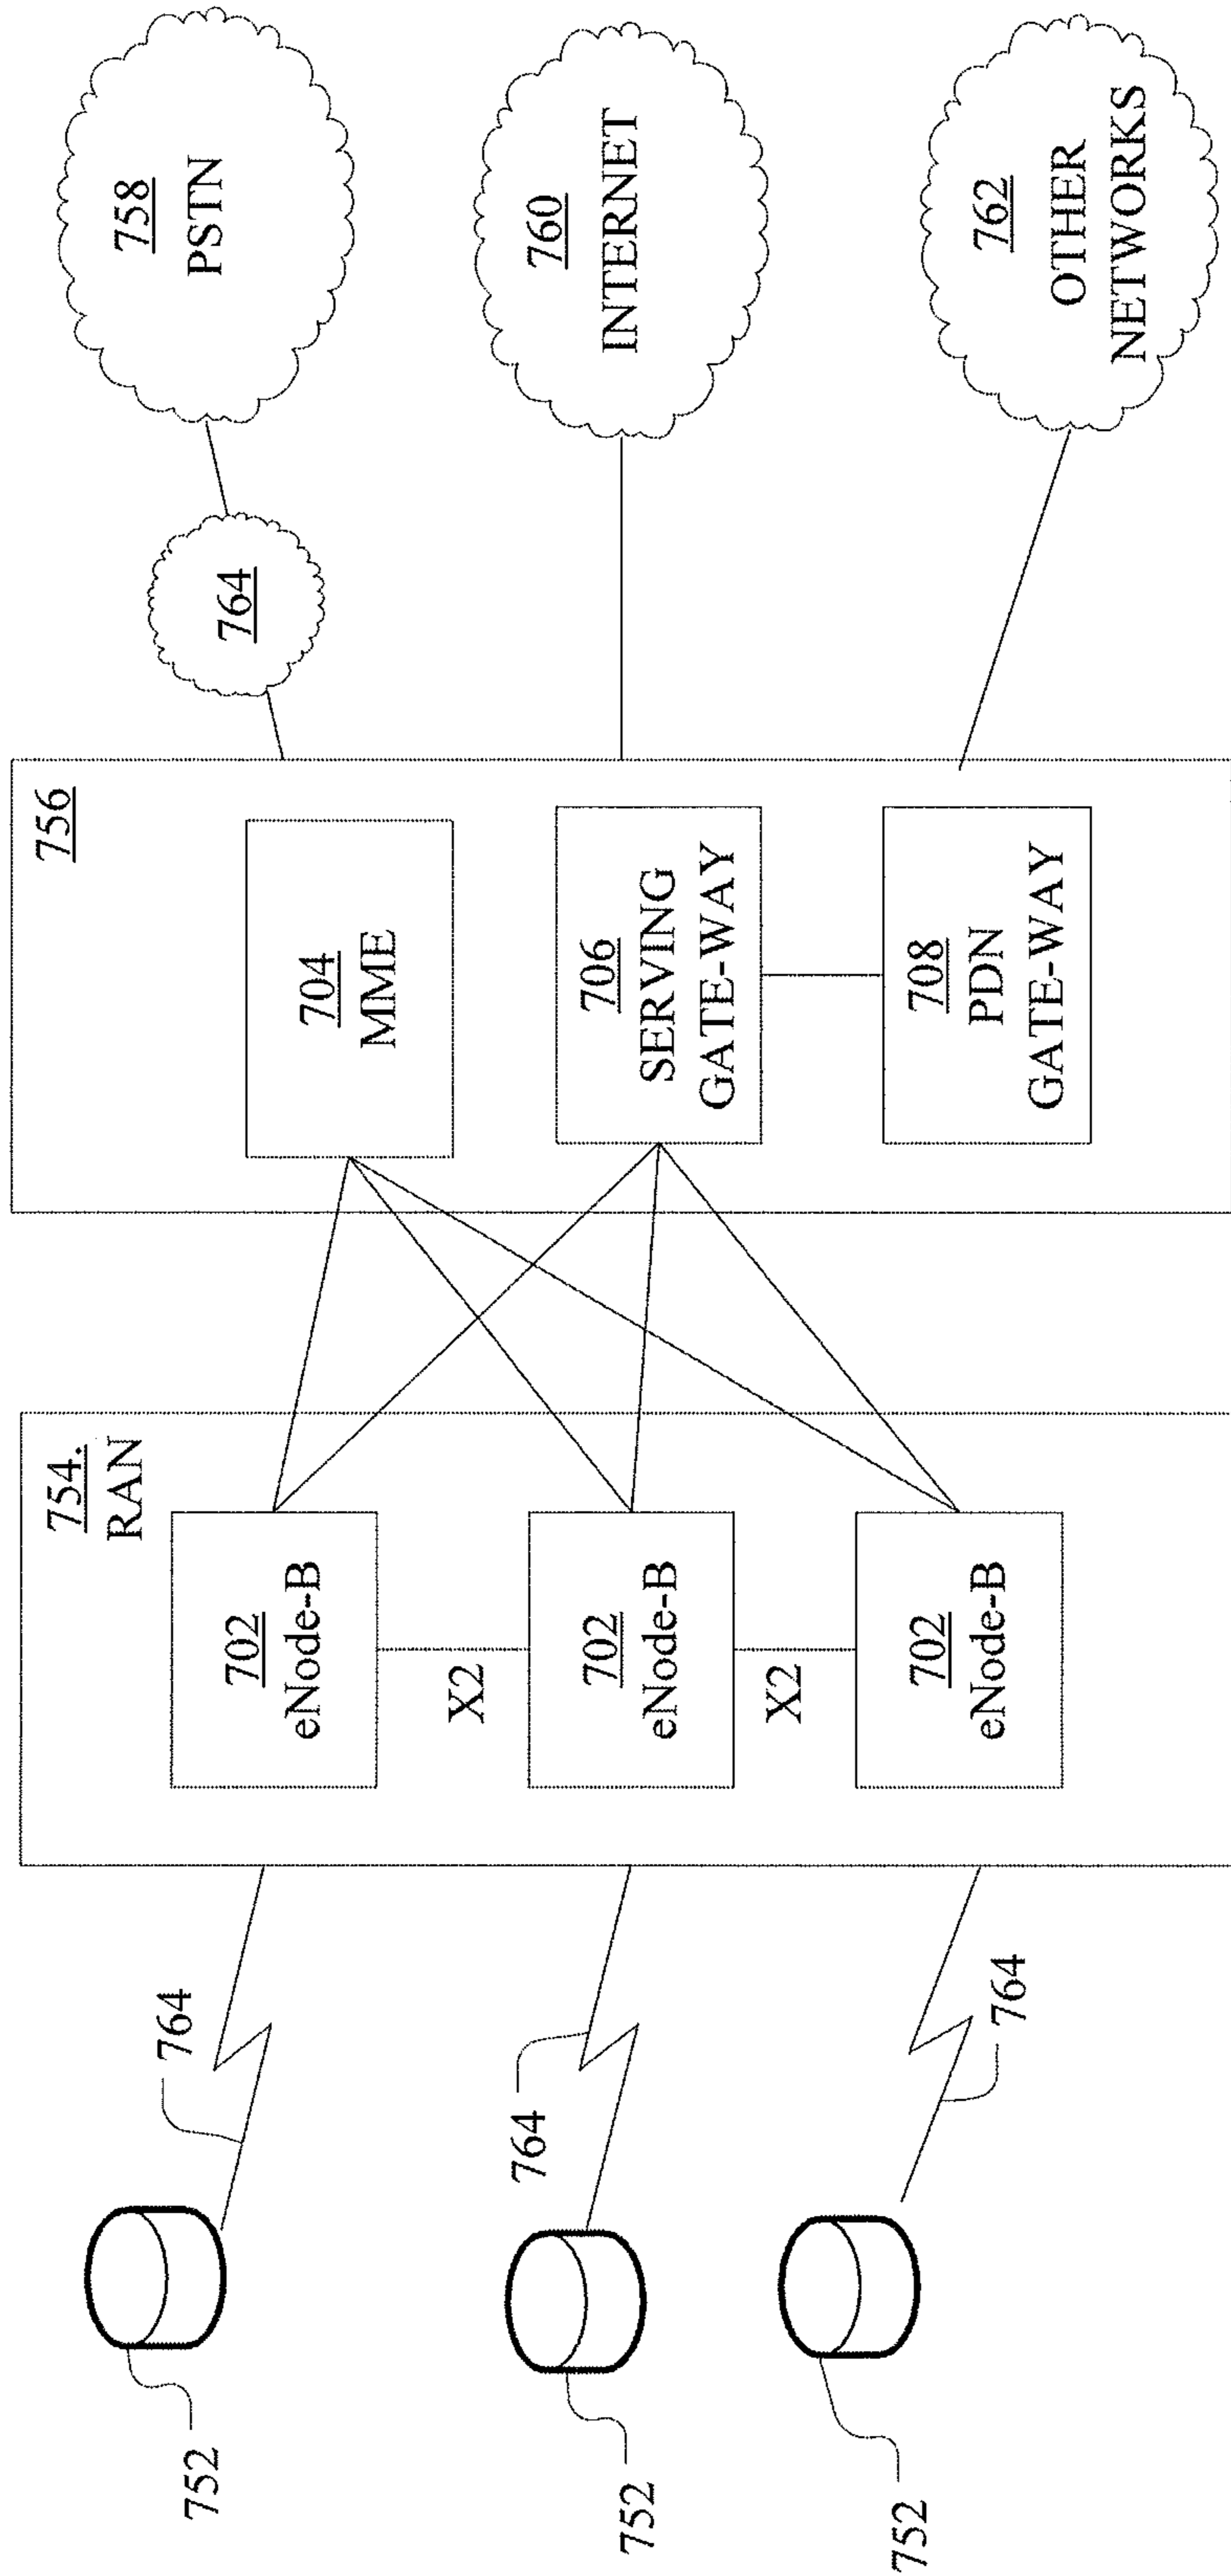 752
752
752
764
764
764
754.
RAN
702
eNode-B
X2
702
eNode-B
X2
702
eNode-B
756
704
MME
706
SERVING
GATE-WAY
708
PDN
GATE-WAY
764
758
PSTN
760
INTERNET
762
OTHER
NETWORKS